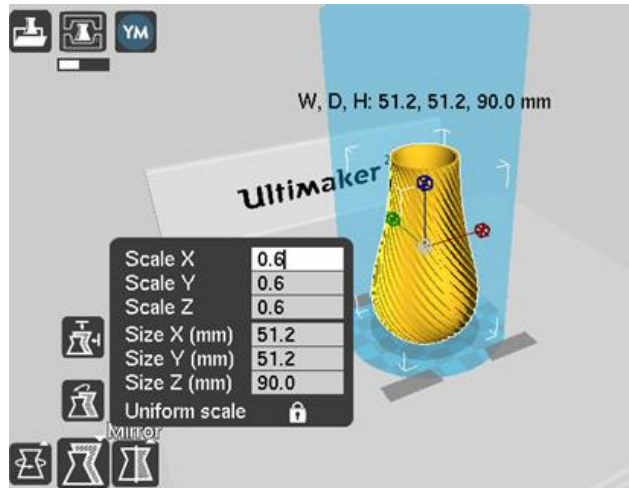 YM
W, D, H: 51.2, 51.2, 90.0 mm
Ultimaker²
Scale X 0.6
Scale Y 0.6
Scale Z 0.6
Size X (mm) 51.2
Size Y (mm) 51.2
Size Z (mm) 90.0
Uniform scale
Mirror